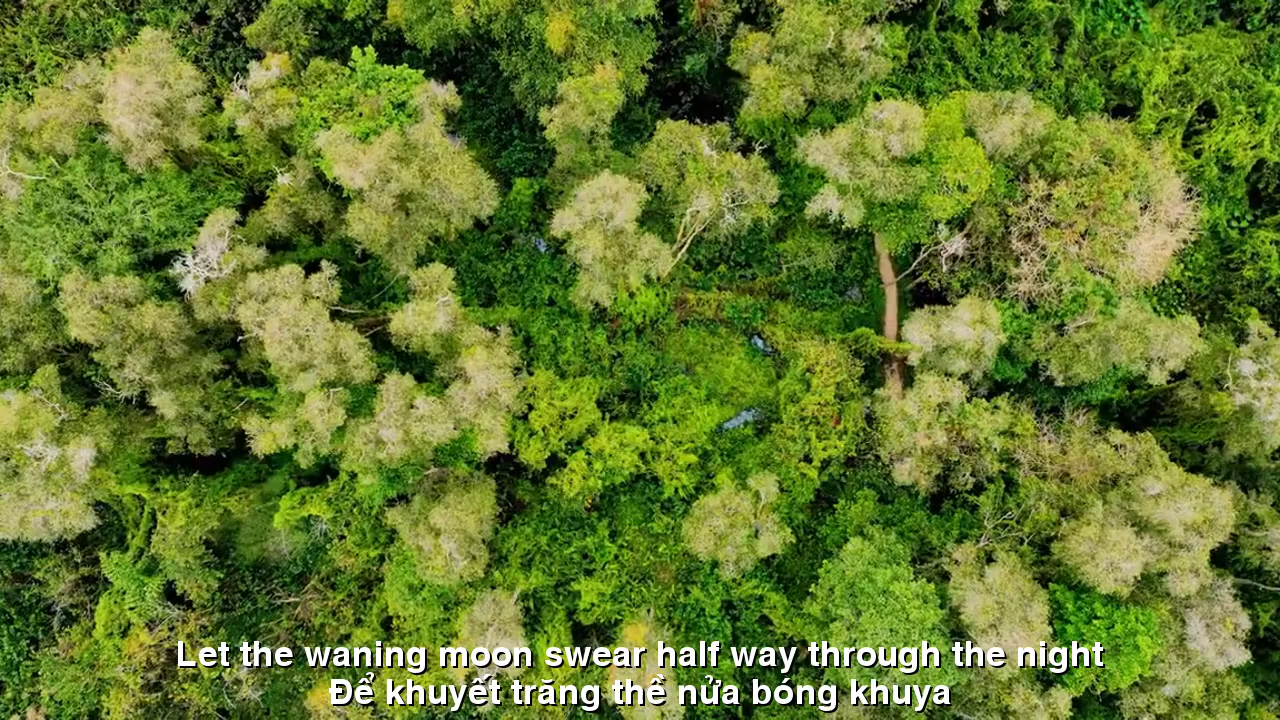 Let the waning moon swear half way through the night
Để khuyết trăng thề nửa bóng khuya